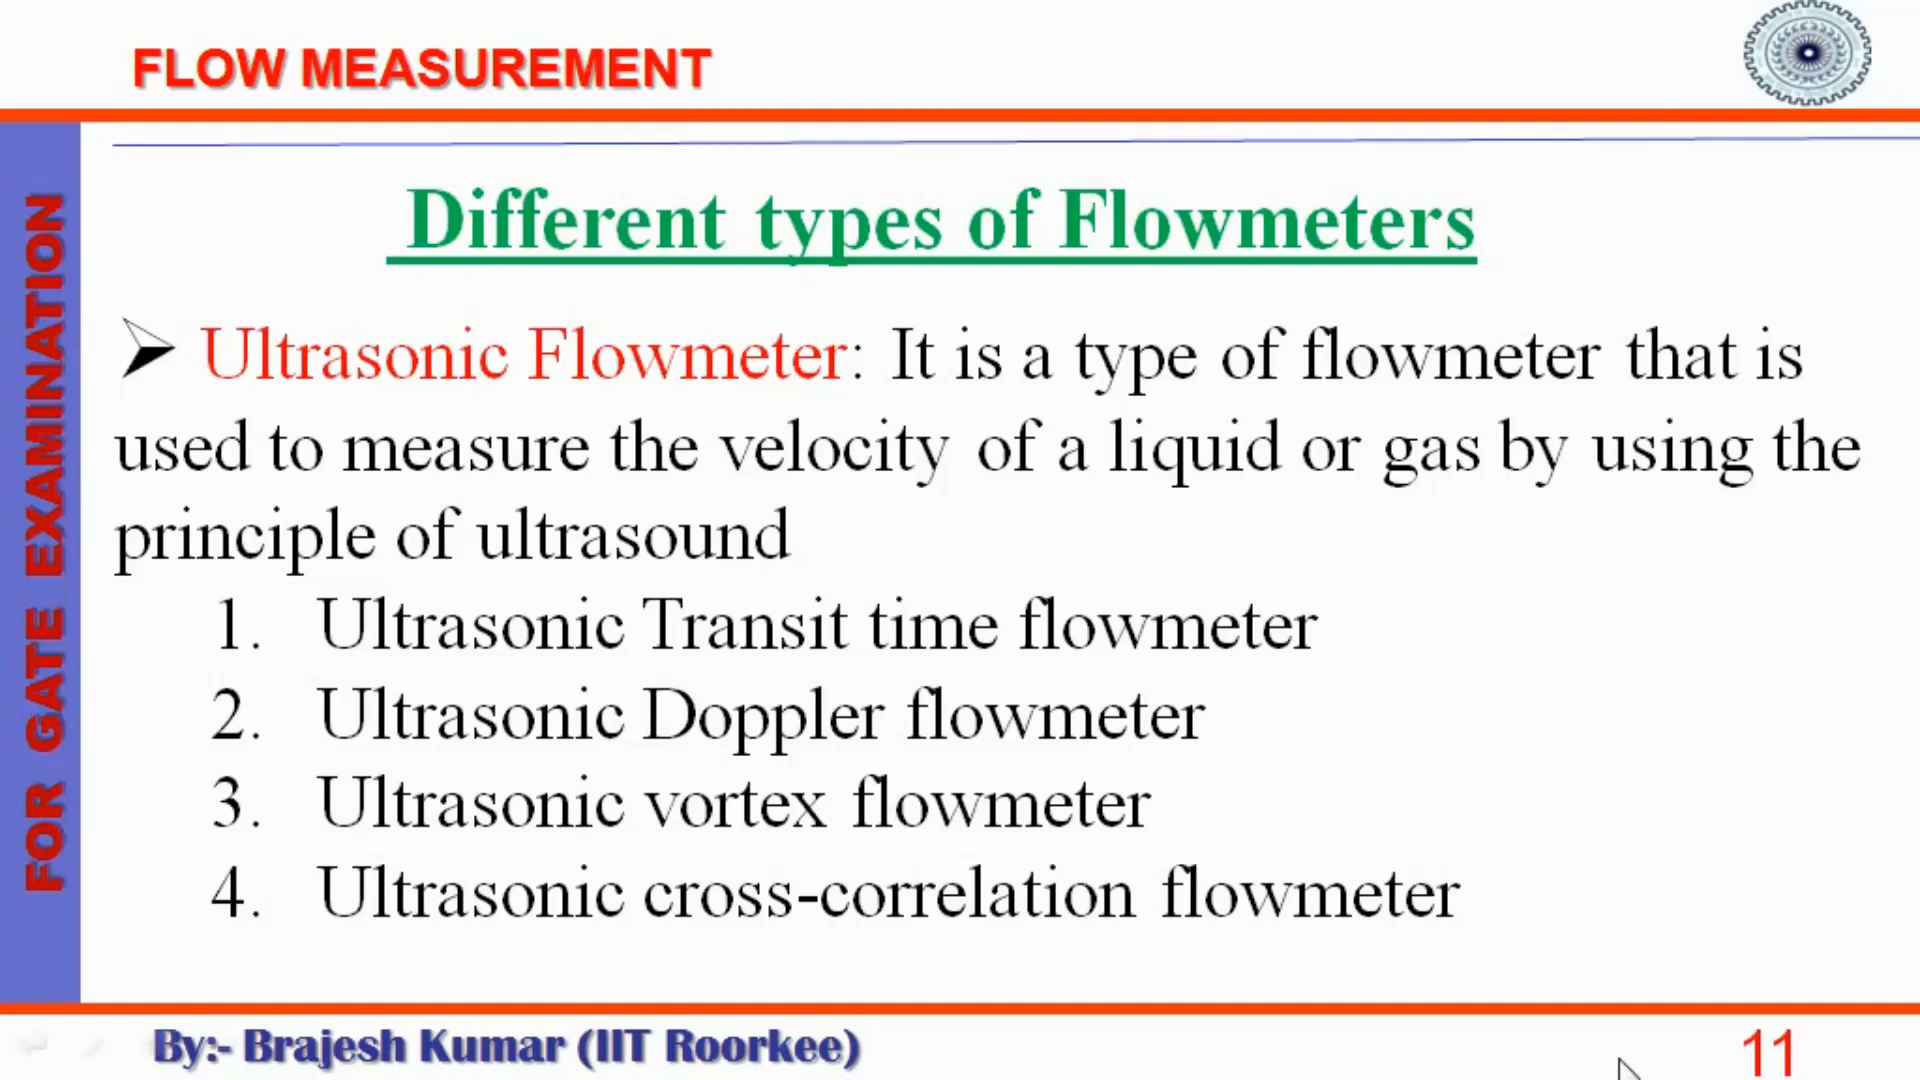 FLOW MEASUREMENT
FOR GATE EXAMINATION
Different types of Flowmeters
Ultrasonic Flowmeter: It is a type of flowmeter that is
used to measure the velocity of a liquid or gas by using the
principle of ultrasound
1. Ultrasonic Transit time flowmeter
2. Ultrasonic Doppler flowmeter
3. Ultrasonic vortex flowmeter
4. Ultrasonic cross-correlation flowmeter
By:- Brajesh Kumar (IIT Roorkee)
11